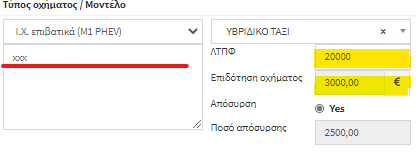 Τύπος οχήματος / Μοντέλο
Ι.Χ. επιβατικά (M1 PHEV)
ΥΒΡΙΔΙΚΟ ΤΑΞΙ ×
xxx
ΛΤΠΦ
20000
Επιδότηση οχήματος
3000,00 €
Απόσυρση
Yes
Ποσό απόσυρσης
2500,00